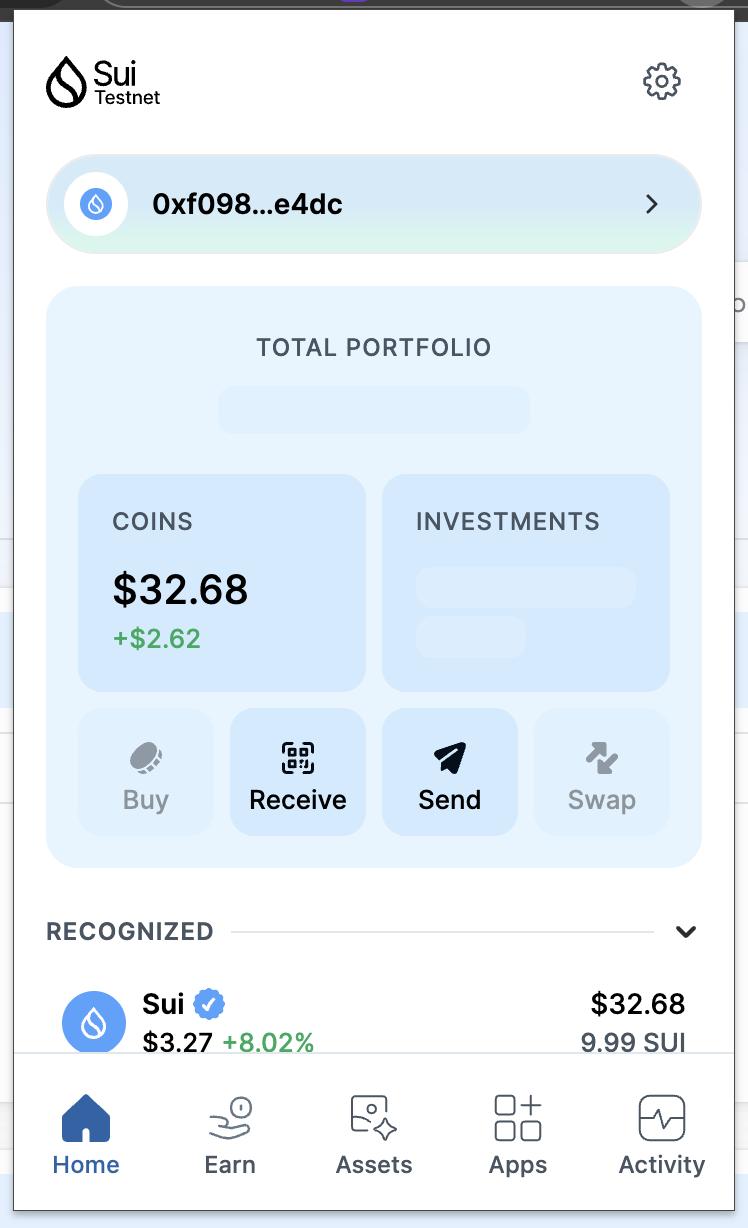 Sui
Testnet
0xf098...e4dc
TOTAL PORTFOLIO
COINS
INVESTMENTS
$32.68
+$2.62
Buy
Receive
Send
Swap
RECOGNIZED
Sui
$32.68
$3.27 +8.02%
9.99 SUI
Home
Earn
Assets
Apps
Activity